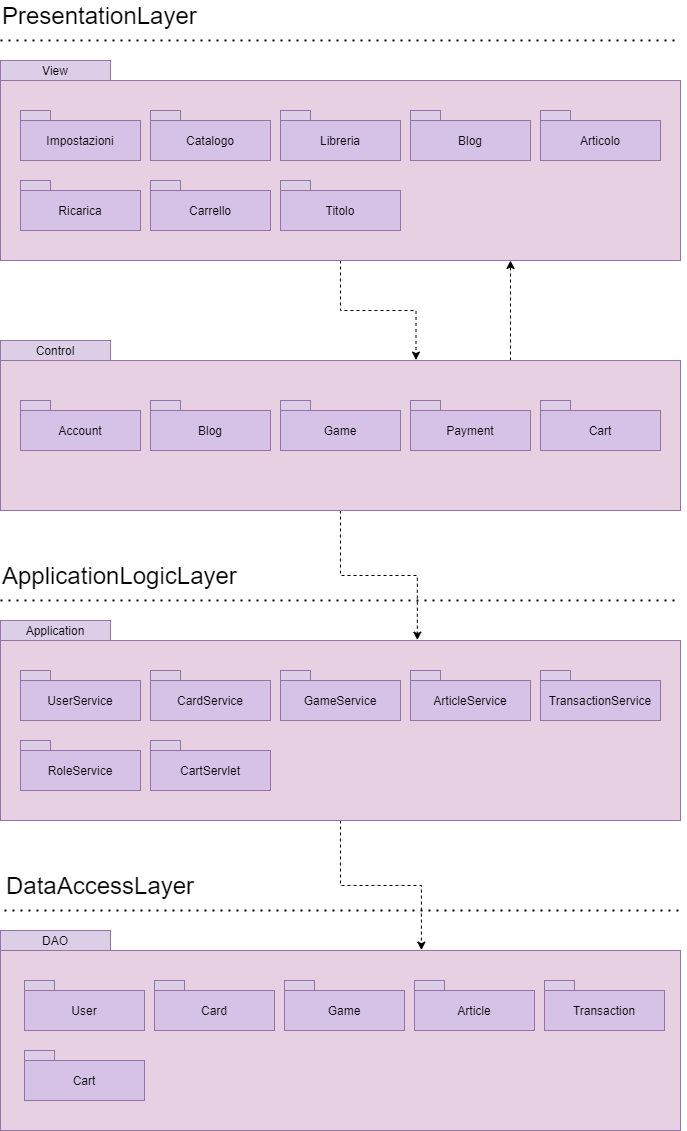 PresentationLayer
View
Impostazioni Catalogo Libreria Blog Articolo
Ricarica Carrello Titolo
Control
Account Blog Game Payment Cart
ApplicationLogicLayer
Application
UserService CardService GameService ArticleService TransactionService
RoleService CartServlet
DataAccessLayer
DAO
User Card Game Article Transaction
Cart